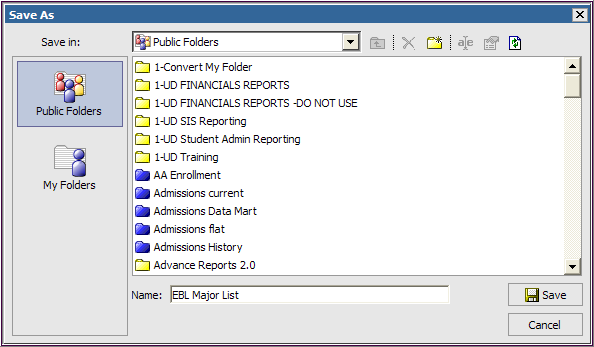 Save As
Save in:
Public Folders
Public Folders
My Folders
1-Convert My Folder
1-UD FINANCIALS REPORTS
1-UD FINANCIALS REPORTS -DO NOT USE
1-UD SIS Reporting
1-UD Student Admin Reporting
1-UD Training
AA Enrollment
Admissions current
Admissions Data Mart
Admissions flat
Admissions History
Advance Reports 2.0
Name: EBL Major List
Save
Cancel